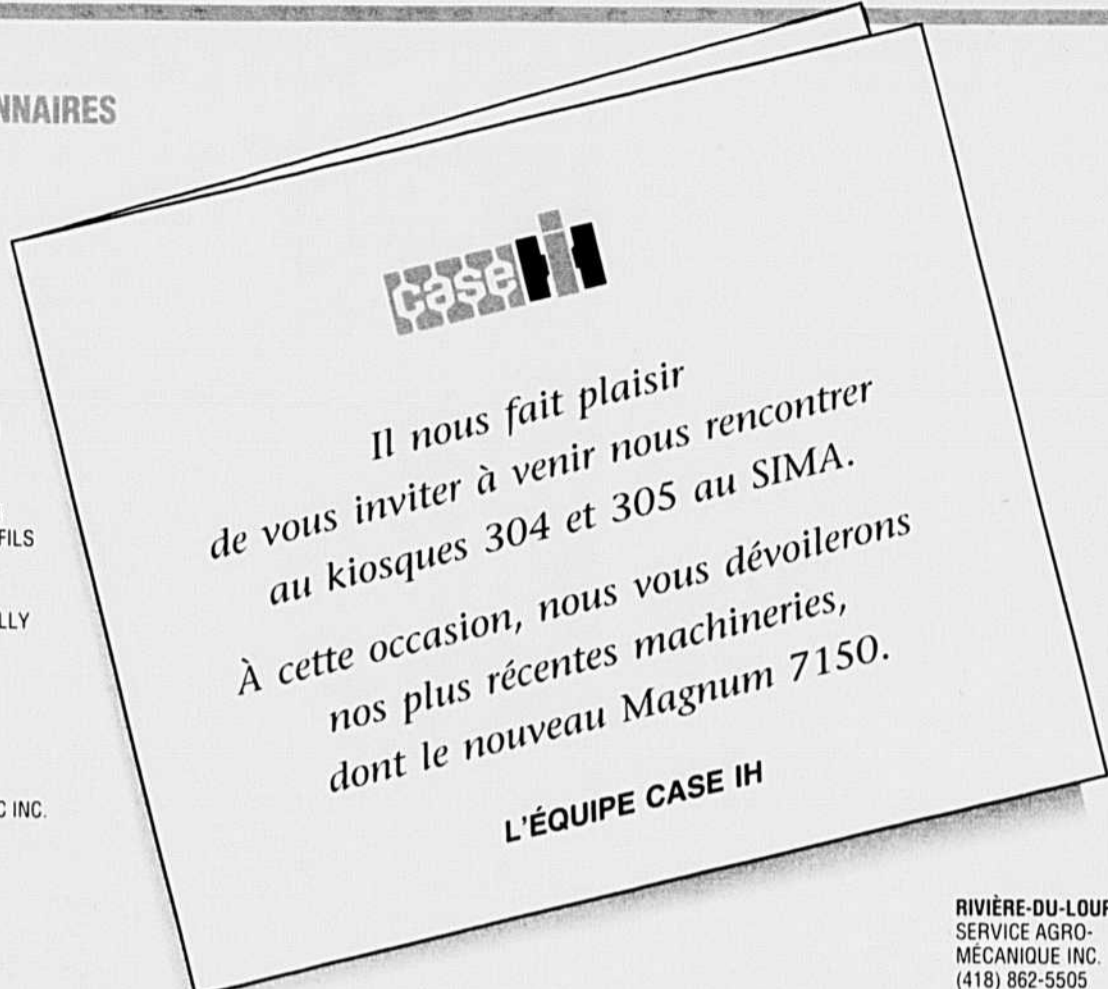 NNAIRES
case IH
Il nous fait plaisir
de vous inviter à venir nous rencontrer
au kiosques 304 et 305 au SIMA.
À cette occasion, nous vous dévoilerons
nos plus récentes machineries,
dont le nouveau Magnum 7150.
L'ÉQUIPE CASE IH
FILS
LLY
C INC.
RIVIÈRE-DU-LOUP
SERVICE AGRO-
MÉCANIQUE INC.
(418) 862-5505